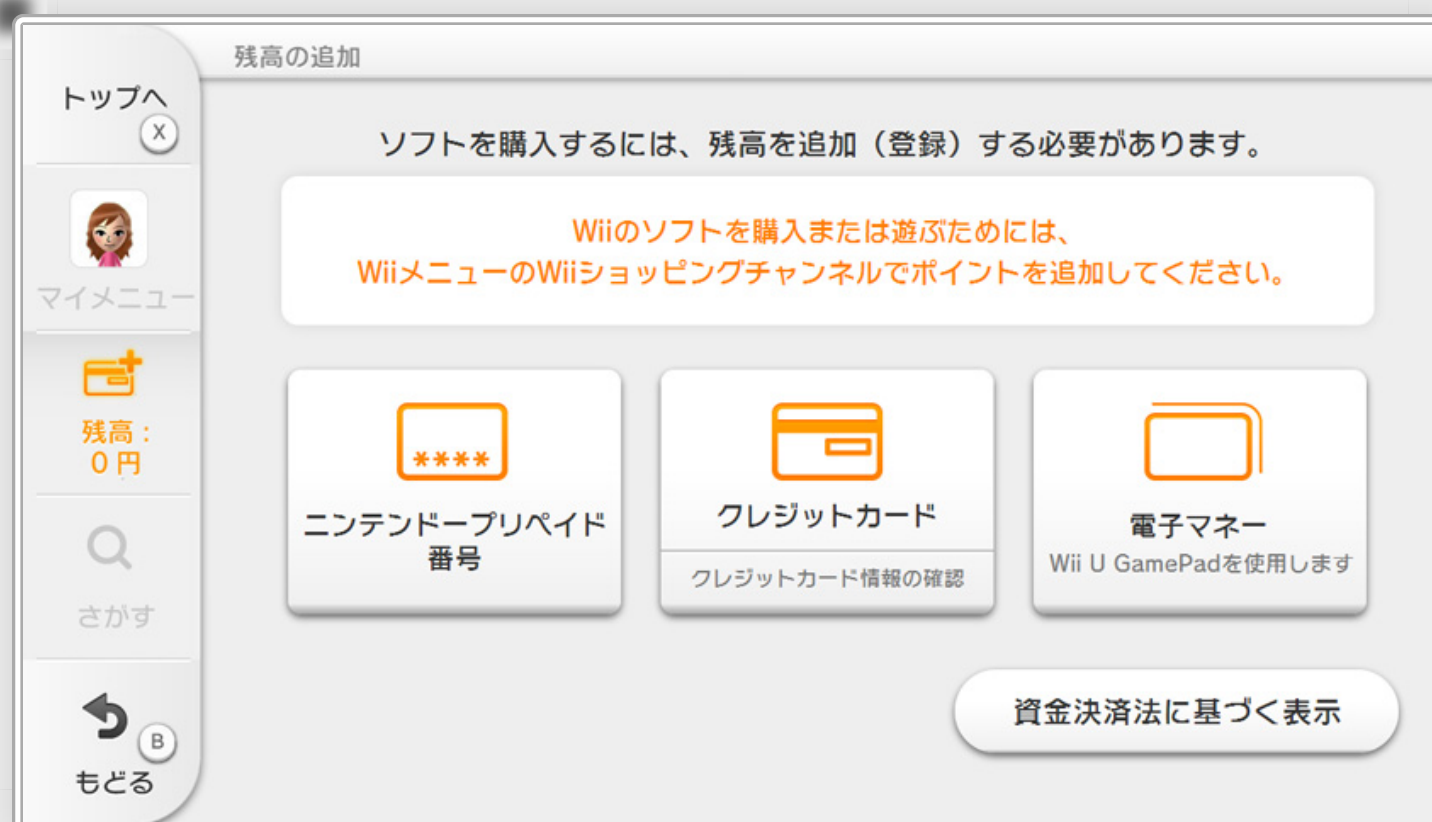 残高の追加
トップへ
X
マイメニュー
残高：
0 円
さがす
B
もどる
ソフトを購入するには、残高を追加（登録）する必要があります。
Wiiのソフトを購入または遊ぶためには、
WiiメニューのWiiショッピングチャンネルでポイントを追加してください。
****
ニンテンドープリペイド
番号
クレジットカード
クレジットカード情報の確認
電子マネー
Wii U GamePadを使用します
資金決済法に基づく表示